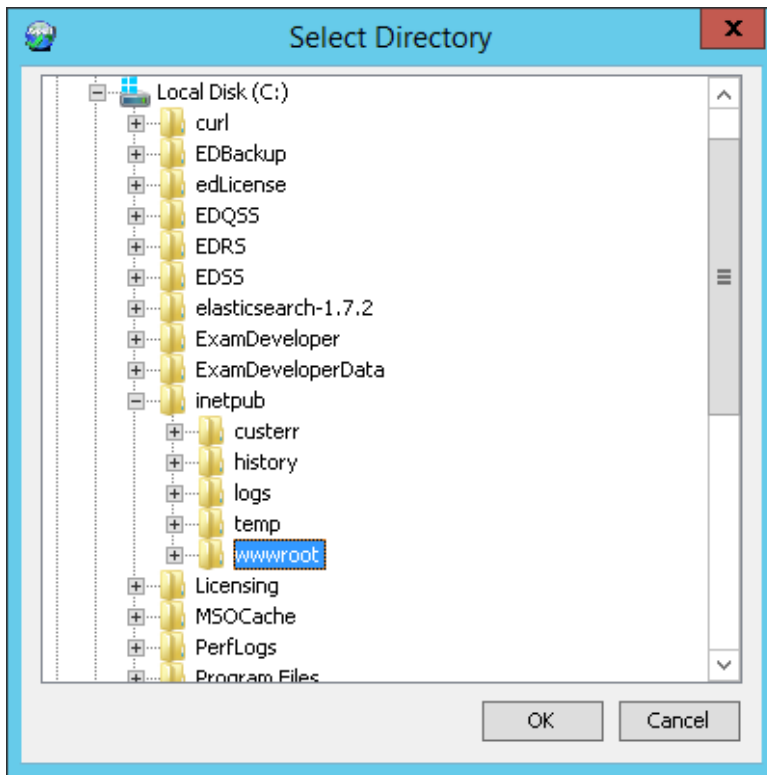 Select Directory
x
Local Disk (C:)
curl
EDBackup
edLicense
EDQSS
EDRS
EDSS
elasticsearch-1.7.2
ExamDeveloper
ExamDeveloperData
inetpub
custerr
history
logs
temp
wwwroot
Licensing
MSOCache
PerfLogs
Program Files
OK Cancel